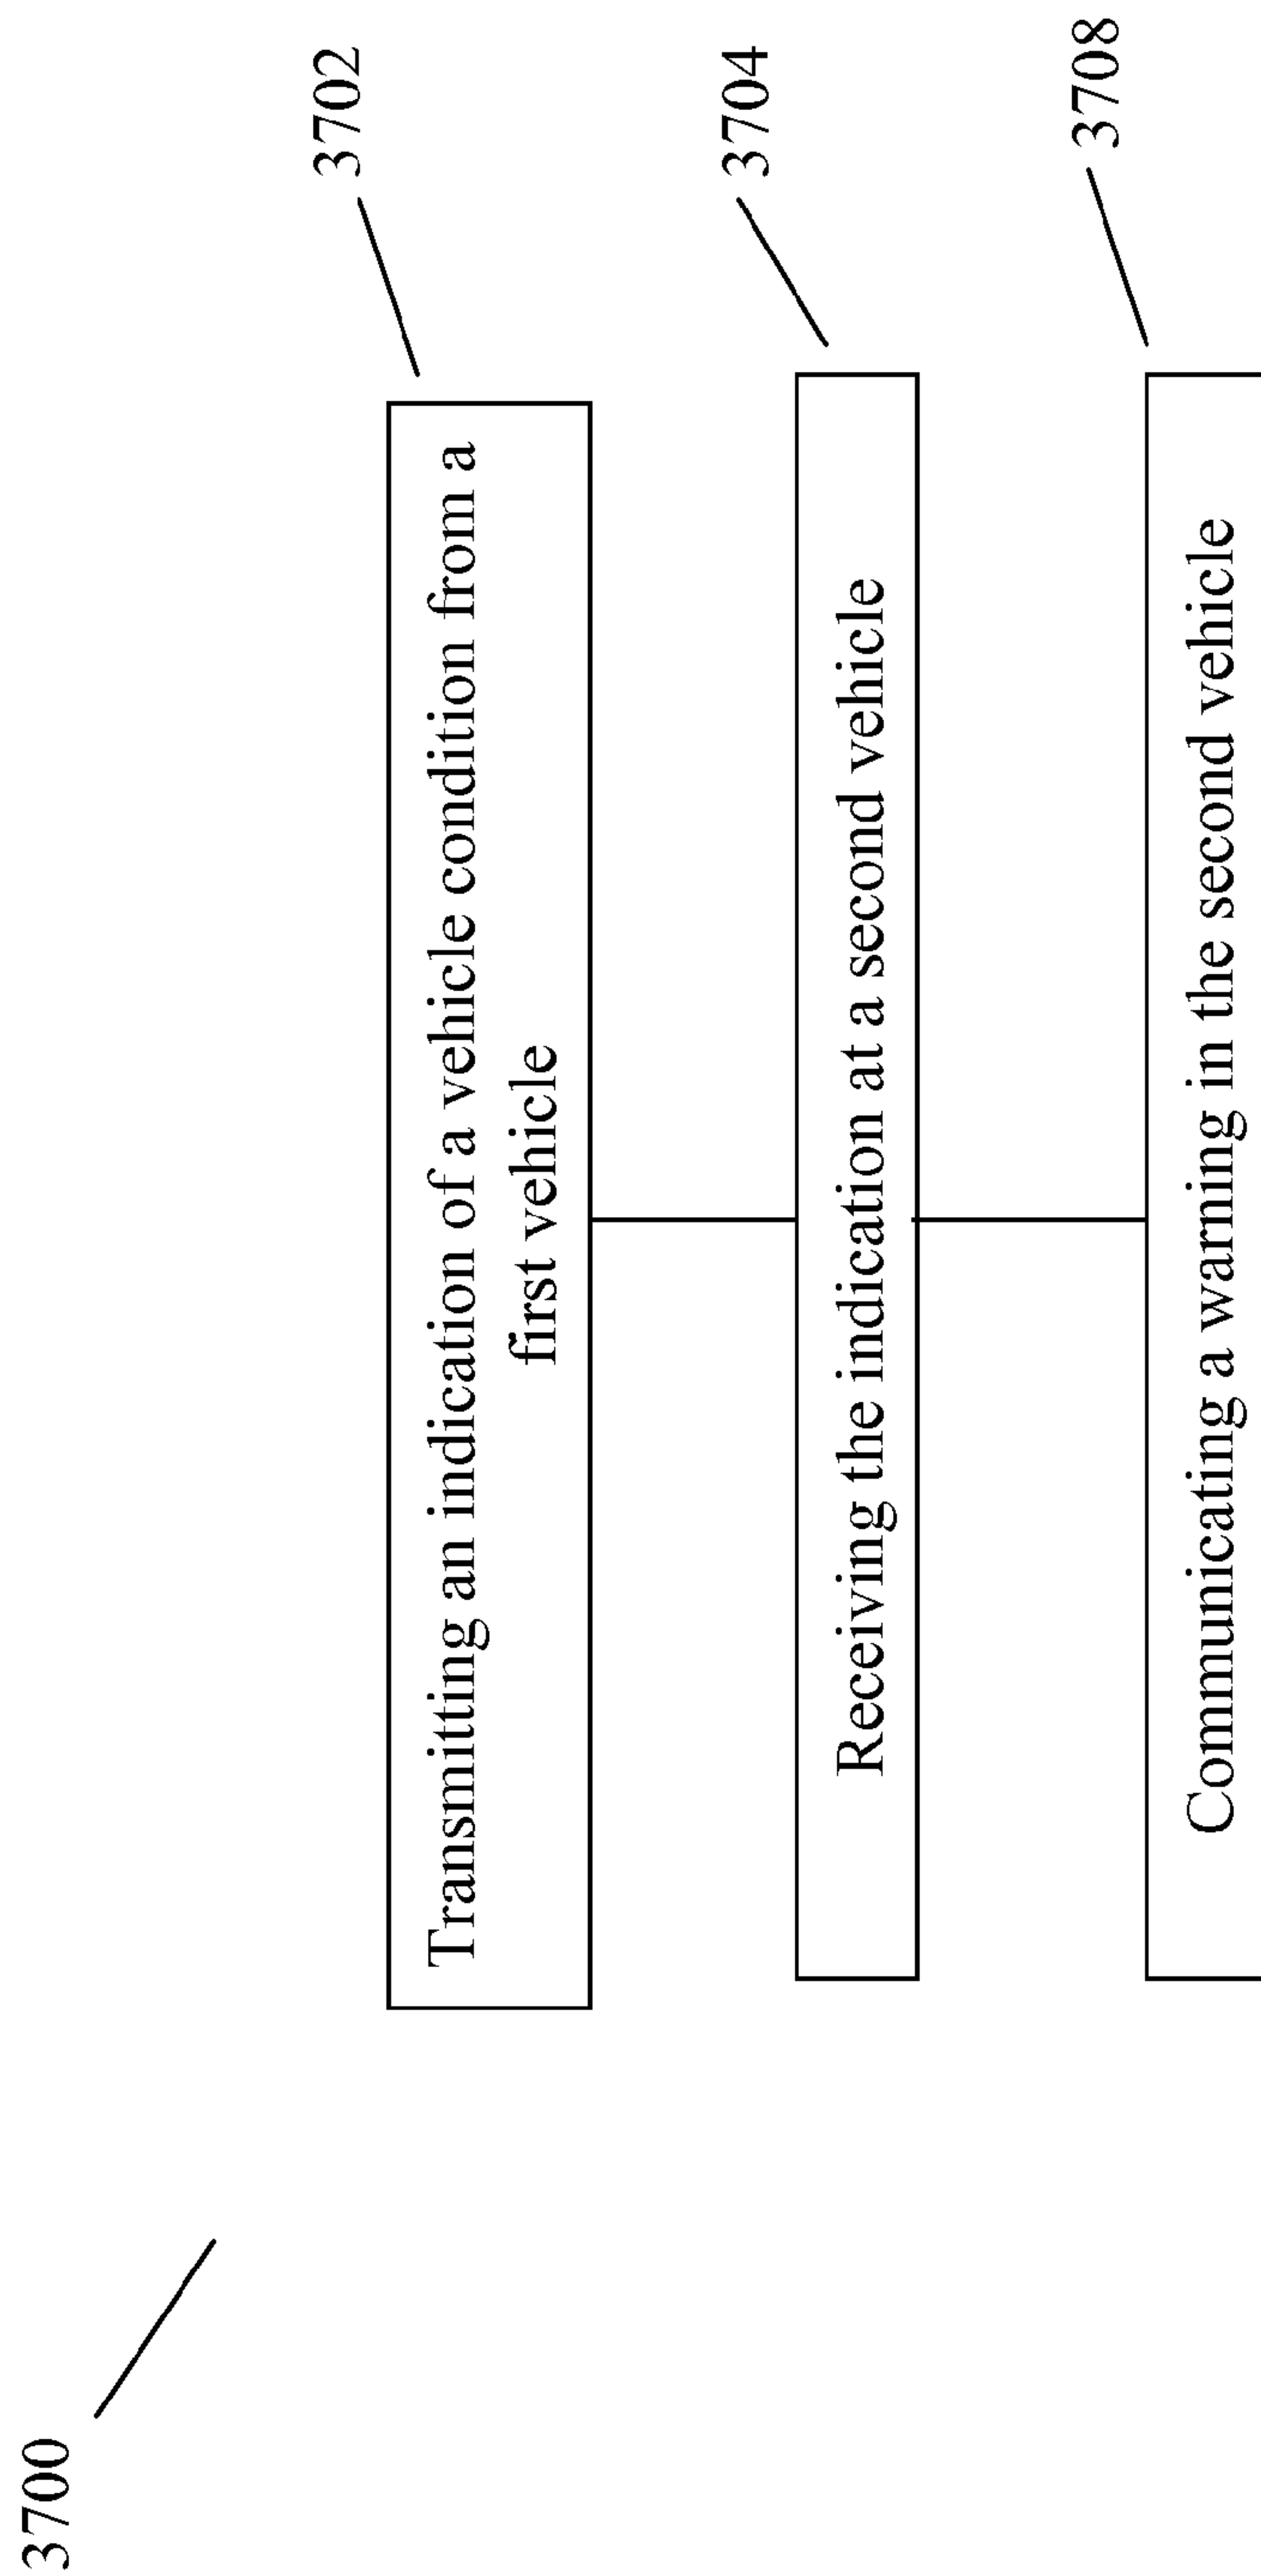 3700
3702
Transmitting an indication of a vehicle condition from a
first vehicle
3704
Receiving the indication at a second vehicle
3708
Communicating a warning in the second vehicle